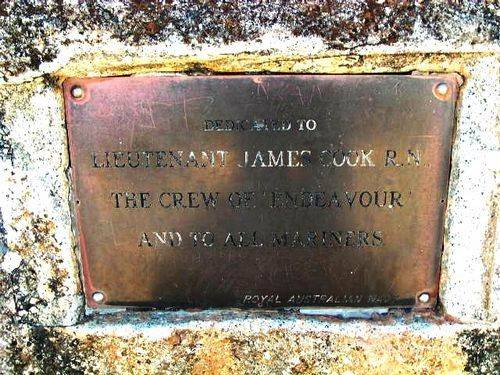 DEDICATED TO
LIEUTENANT JAMES COOK R.N.
THE CREW OF 'ENDEAVOUR'
AND TO ALL MARINERS
ROYAL AUSTRALIAN NAVY